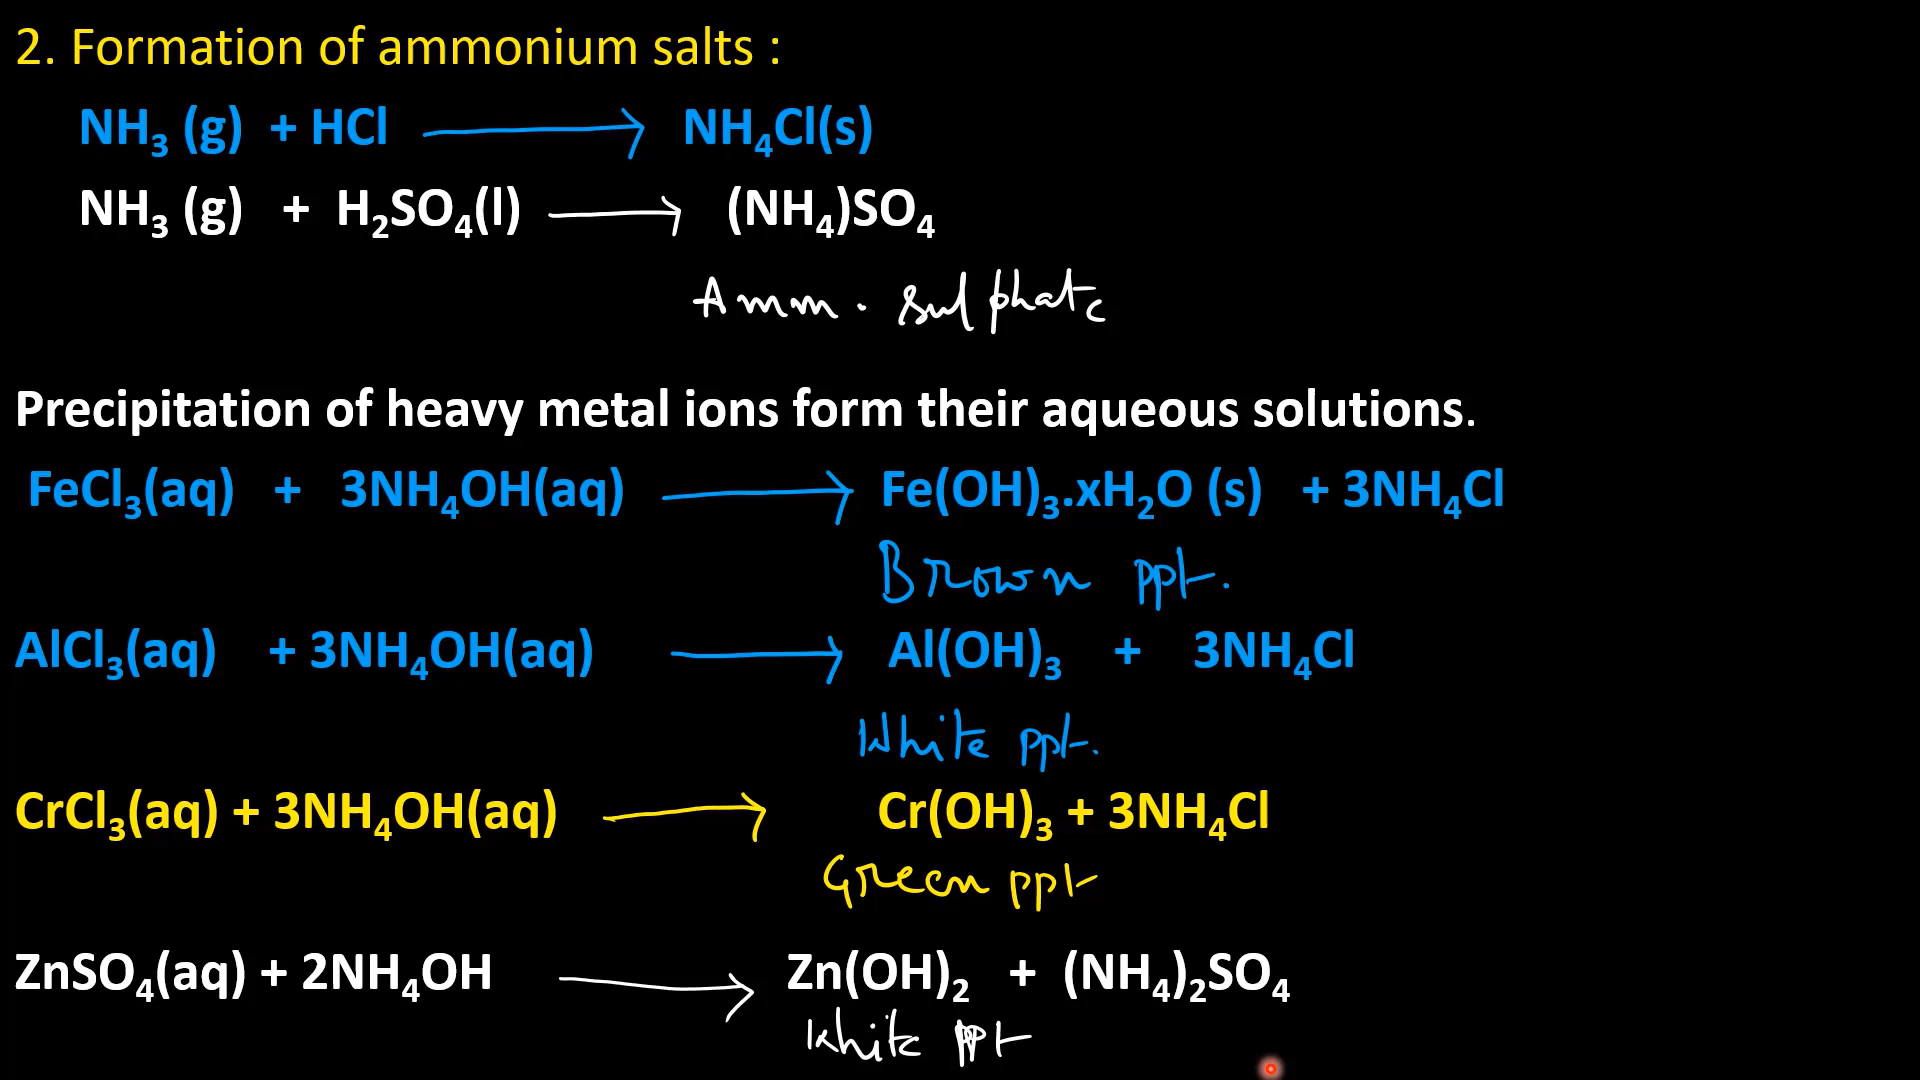 2. Formation of ammonium salts :
NH₃ (g) + HCl ⟶ NH₄Cl(s)
NH₃ (g) + H₂SO₄(l) ⟶ (NH₄)SO₄
Amm. sulphate
Precipitation of heavy metal ions form their aqueous solutions.
FeCl₃(aq) + 3NH₄OH(aq) ⟶ Fe(OH)₃.xH₂O (s) + 3NH₄Cl
Brown ppt.
AlCl₃(aq) + 3NH₄OH(aq) ⟶ Al(OH)₃ + 3NH₄Cl
White ppt.
CrCl₃(aq) + 3NH₄OH(aq) ⟶ Cr(OH)₃ + 3NH₄Cl
Green ppt
ZnSO₄(aq) + 2NH₄OH ⟶ Zn(OH)₂ + (NH₄)₂SO₄
White ppt